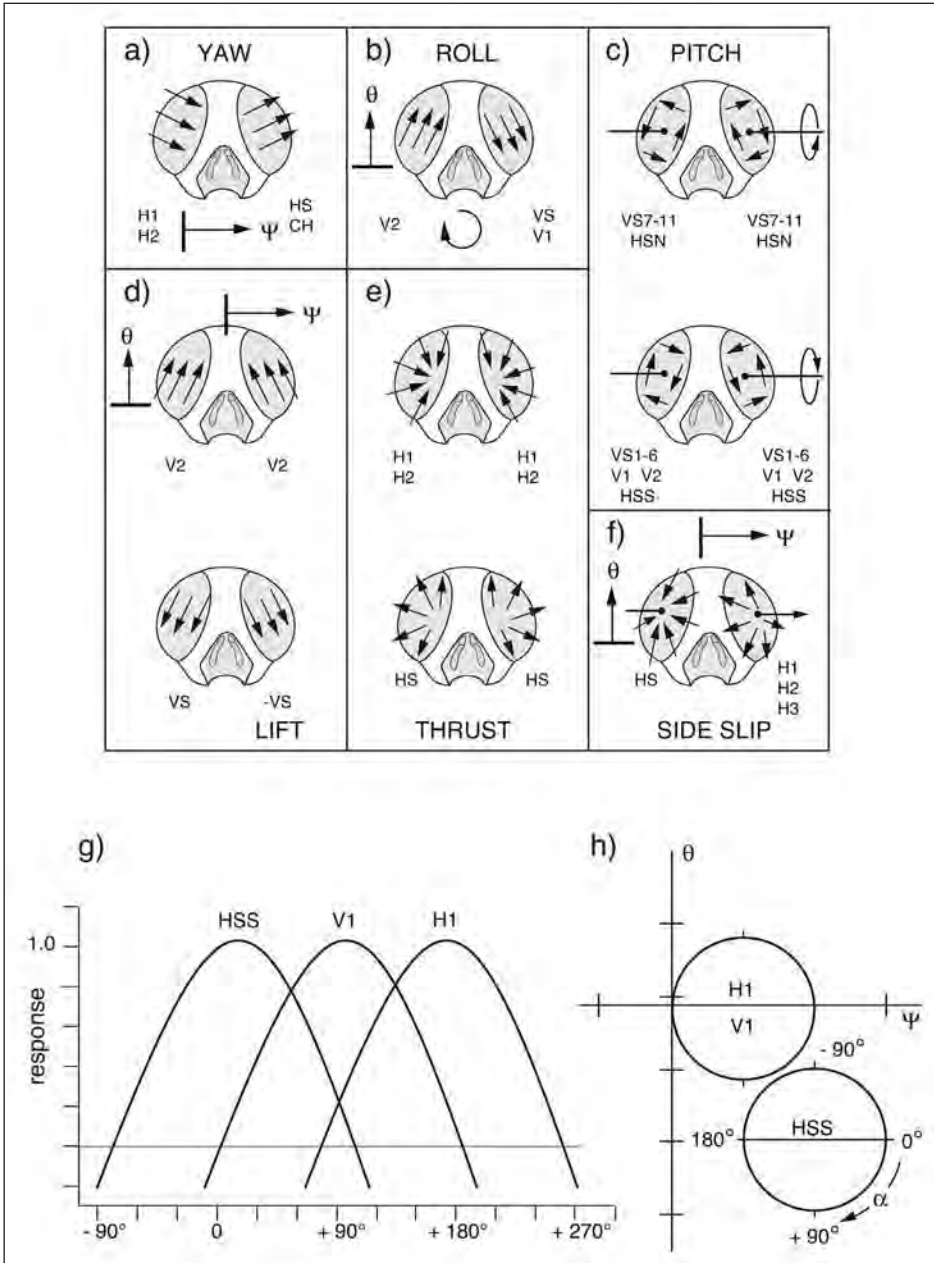 a) YAW
H1
H2
Ψ
HS
CH
b) ROLL
θ
V2
VS
V1
c) PITCH
VS7-11
HSN
VS7-11
HSN
VS1-6
V1 V2
HSS
VS1-6
V1 V2
HSS
d)
θ
Ψ
V2 V2
VS -VS
LIFT
e)
H1
H2
H1
H2
HS HS
THRUST
f)
Ψ
θ
HS
H1
H2
H3
SIDE SLIP
g)
HSS V1 H1
1.0
response
- 90° 0 + 90° + 180° + 270°
h)
θ
H1
V1
Ψ
- 90°
180° HSS 0°
α
+ 90°